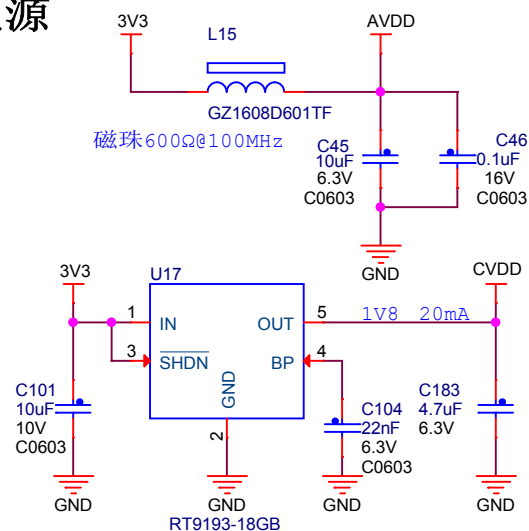 源
3V3
L15
AVDD
GZ1608D601TF
磁珠600Ω@100MHz
C45
10uF
6.3V
C0603
C46
0.1uF
16V
C0603
GND
3V3
U17
CVDD
1
IN
OUT
5
1V8 20mA
3
SHDN
BP
4
GND
2
C101
10uF
10V
C0603
C104
22nF
6.3V
C0603
C183
4.7uF
6.3V
GND
GND
GND
GND
RT9193-18GB